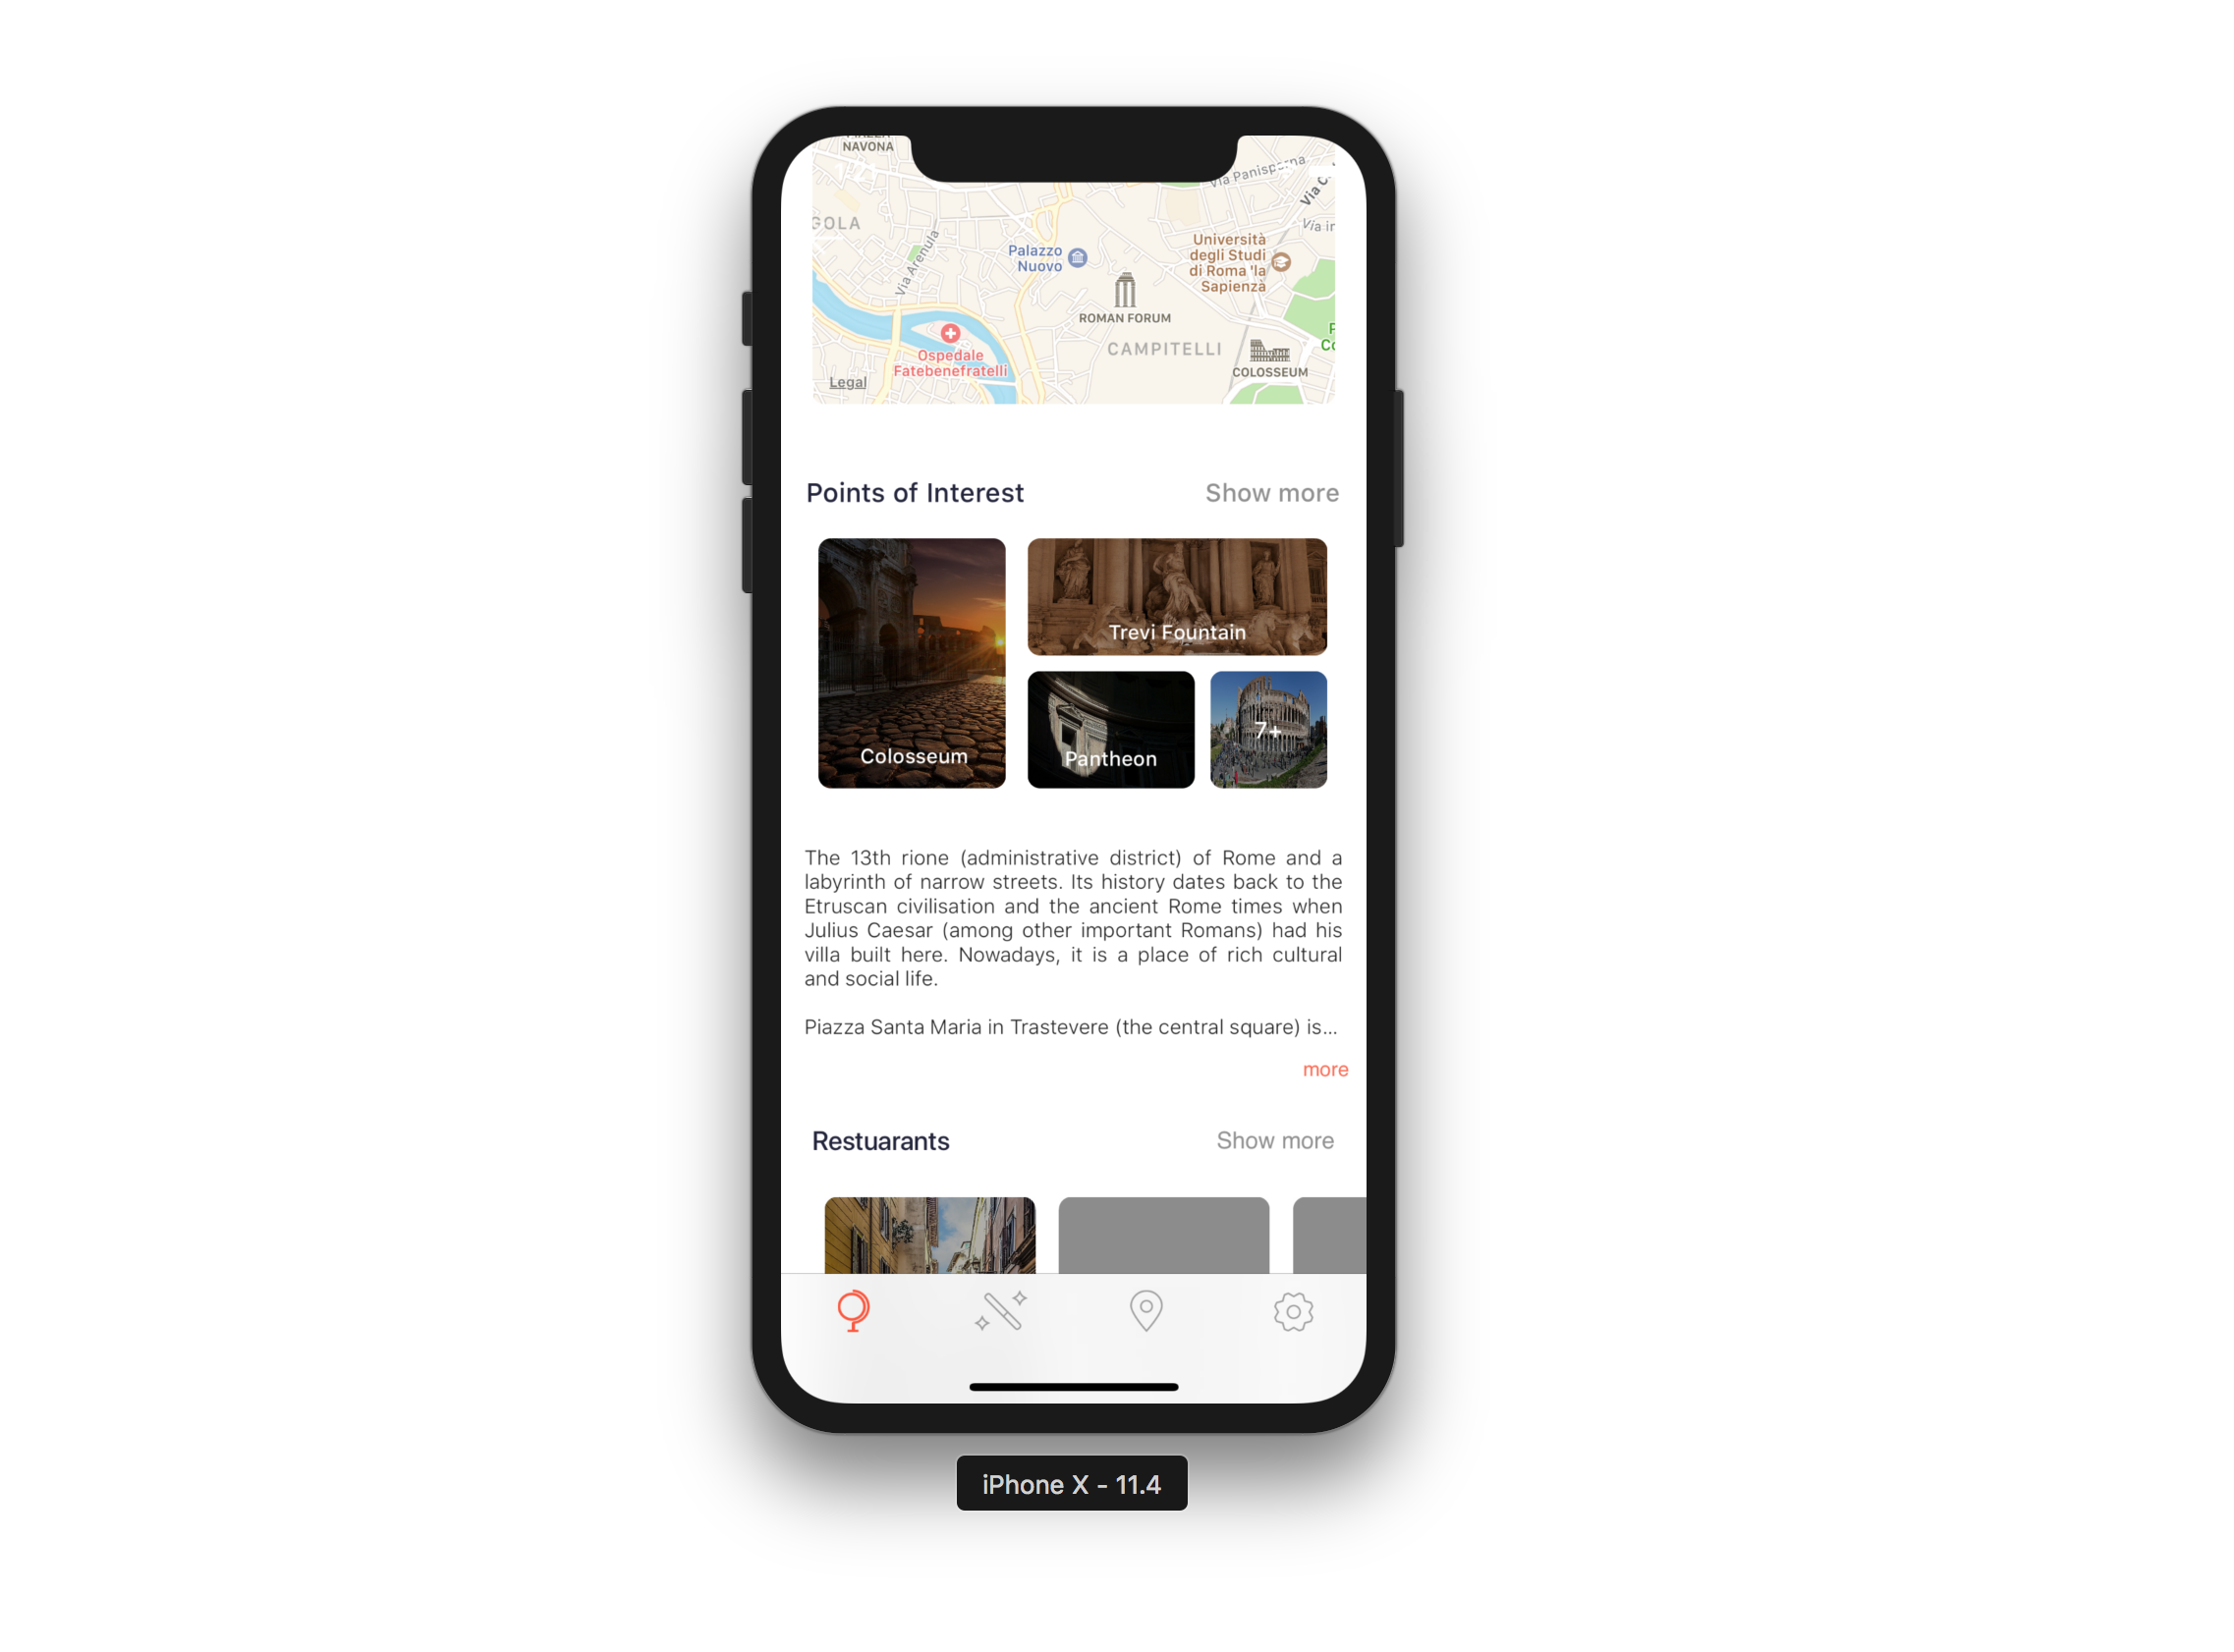 NAVONA
Via Panisperna
Via C
GOLA
Via in
Via Arenula
Palazzo
Nuovo
Università
degli Studi
di Roma 'la
Sapienza
ROMAN FORUM
CAMPITELLI
COLOSSEUM
Ospedale
Fatebenefratelli
Legal
Points of Interest
Show more
Colosseum
Trevi Fountain
Pantheon
7+
The 13th rione (administrative district) of Rome and a
labyrinth of narrow streets. Its history dates back to the
Etruscan civilisation and the ancient Rome times when
Julius Caesar (among other important Romans) had his
villa built here. Nowadays, it is a place of rich cultural
and social life.
Piazza Santa Maria in Trastevere (the central square) is...
more
Restuarants
Show more
iPhone X - 11.4